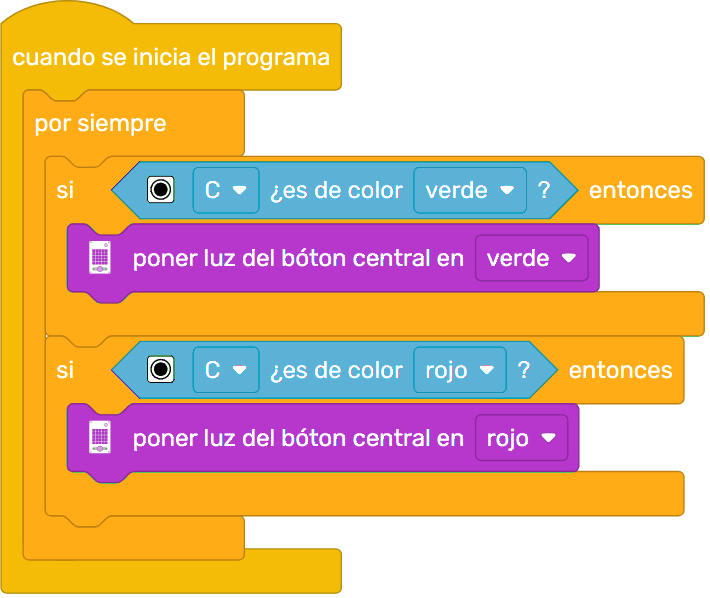 cuando se inicia el programa
por siempre
si C ¿es de color verde ? entonces
poner luz del bóton central en verde
si C ¿es de color rojo ? entonces
poner luz del bóton central en rojo